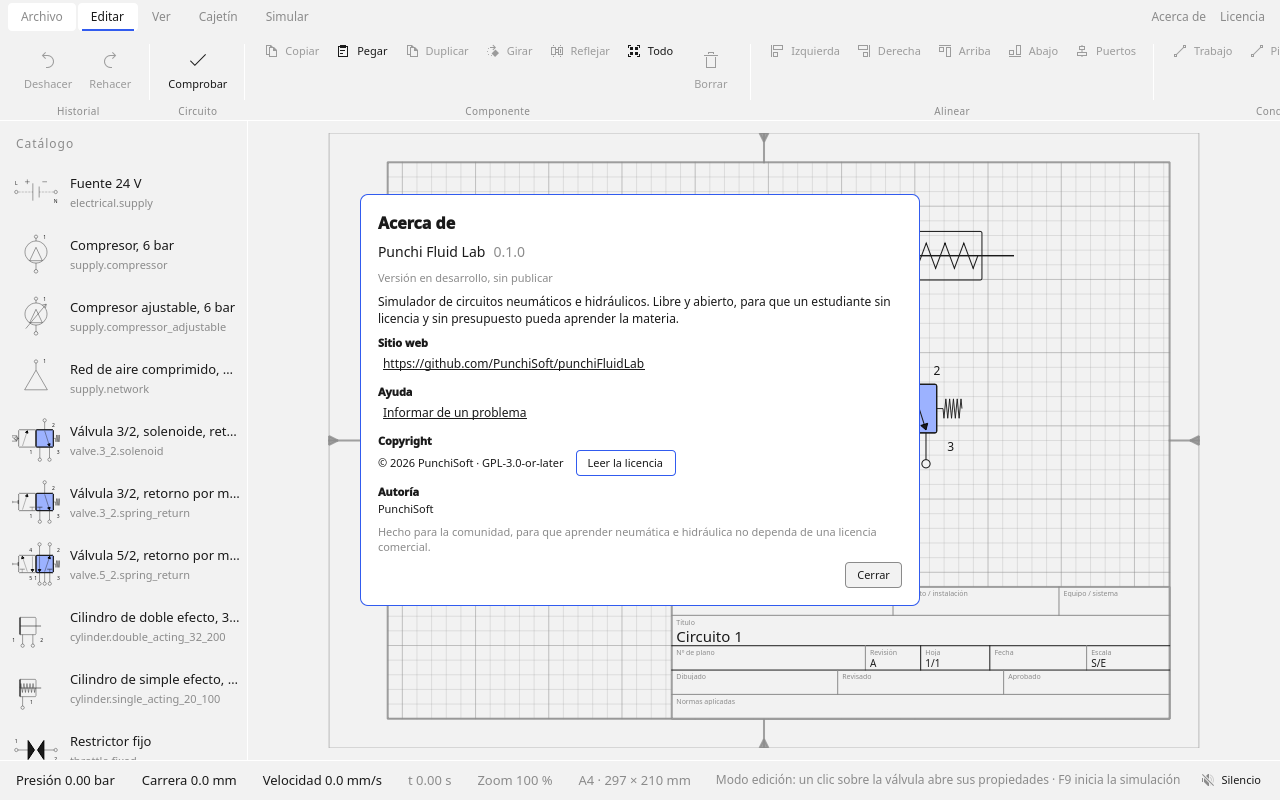 Archivo Editar Ver Cajetín Simular Acerca de Licencia
Copiar Pegar Duplicar Girar Reflejar Todo Izquierda Derecha Arriba Abajo Puertos Trabajo
Deshacer Rehacer Comprobar Borrar
Historial Circuito Componente Alinear
Catálogo
Fuente 24 V
electrical.supply
Compresor, 6 bar
supply.compressor
Compresor ajustable, 6 bar
supply.compressor_adjustable
Red de aire comprimido, ...
supply.network
Válvula 3/2, solenoide, ret...
valve.3_2.solenoid
Válvula 3/2, retorno por m...
valve.3_2.spring_return
Válvula 5/2, retorno por m...
valve.5_2.spring_return
Cilindro de doble efecto, 3...
cylinder.double_acting_32_200
Cilindro de simple efecto, ...
cylinder.single_acting_20_100
Restrictor fijo
Acerca de
Punchi Fluid Lab 0.1.0
Versión en desarrollo, sin publicar
Simulador de circuitos neumáticos e hidráulicos. Libre y abierto, para que un estudiante sin
licencia y sin presupuesto pueda aprender la materia.
Sitio web
https://github.com/PunchiSoft/punchiFluidLab
Ayuda
Informar de un problema
Copyright
© 2026 PunchiSoft · GPL-3.0-or-later Leer la licencia
Autoría
PunchiSoft
Hecho para la comunidad, para que aprender neumática e hidráulica no dependa de una licencia
comercial.
Cerrar
2
3
/ instalación Equipo / sistema
Título
Circuito 1
Nº de plano Revisión Hoja Fecha Escala
A 1/1 S/E
Dibujado Revisado Aprobado
Normas aplicadas
Presión 0.00 bar Carrera 0.0 mm Velocidad 0.0 mm/s t 0.00 s Zoom 100 % A4 · 297 × 210 mm Modo edición: un clic sobre la válvula abre sus propiedades · F9 inicia la simulación Silencio